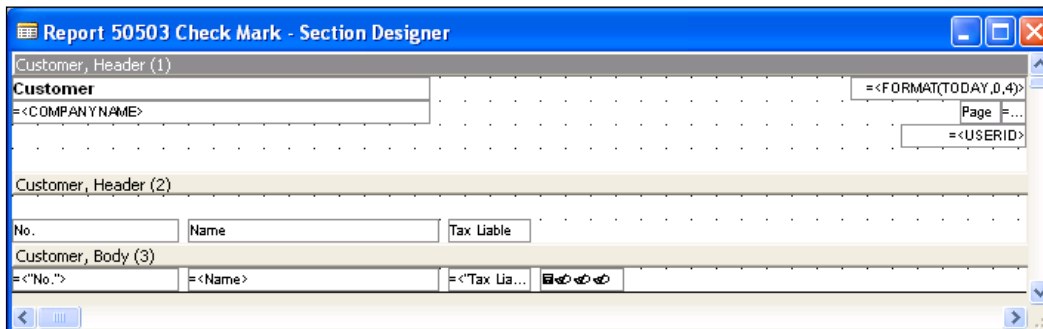 Report 50503 Check Mark - Section Designer
Customer, Header (1)
Customer =<FORMAT(TODAY,0,4)>
=<COMPANYNAME> Page =...
=<USERID>
Customer, Header (2)
No. Name Tax Liable
Customer, Body (3)
=<"No."> =<Name> =<"Tax Lia...